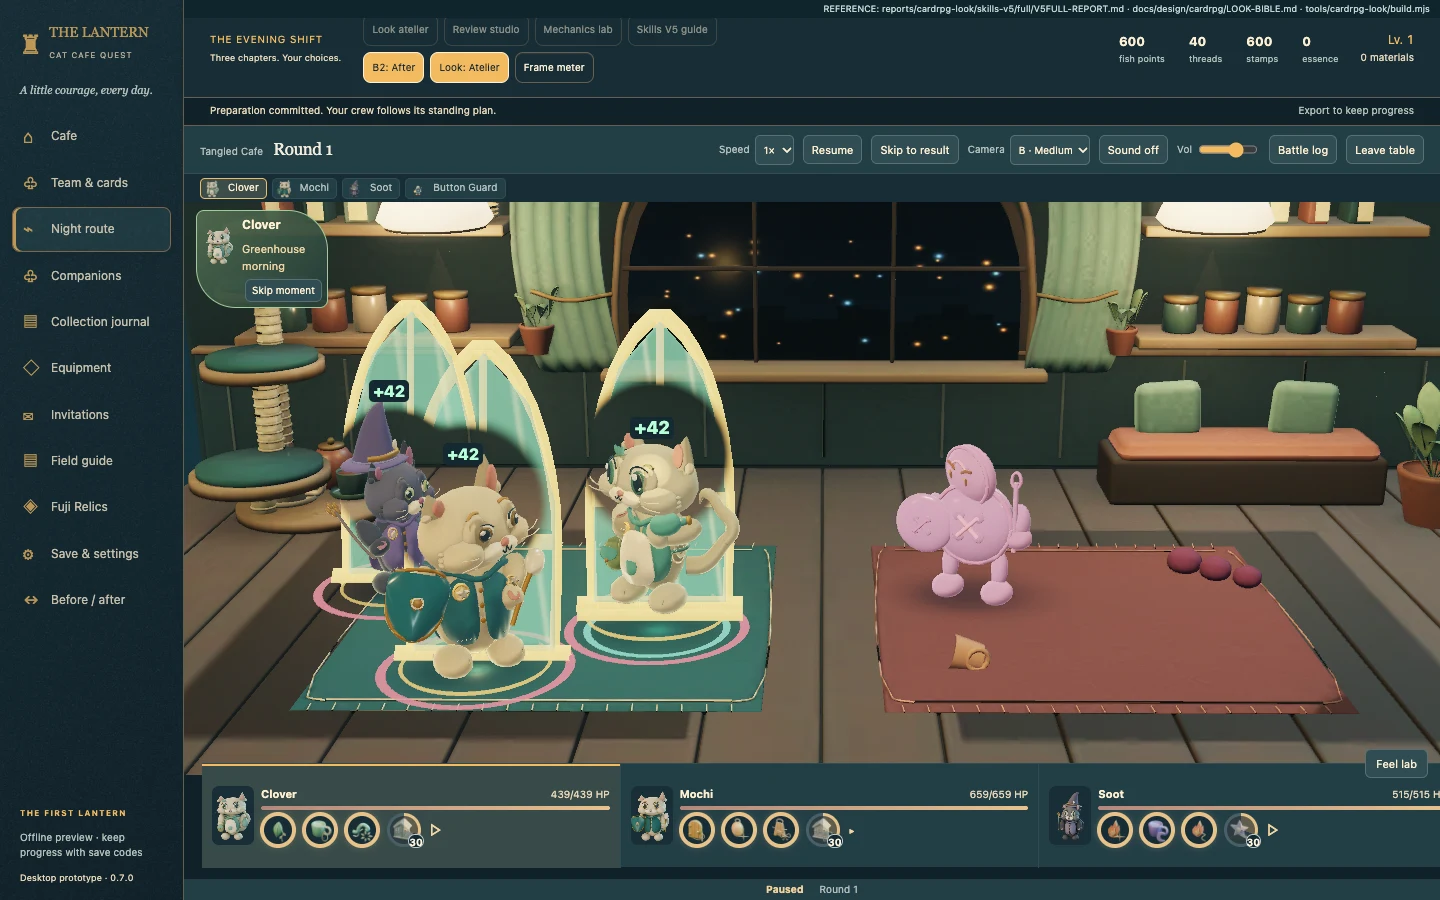 REFERENCE: reports/cardrpg-look/skills-v5/full/V5FULL-REPORT.md · docs/design/cardrpg/LOOK-BIBLE.md · tools/cardrpg-look/build.mjs
THE LANTERN
CAT CAFE QUEST
A little courage, every day.
Cafe
Team & cards
Night route
Companions
Collection journal
Equipment
Invitations
Field guide
Fuji Relics
Save & settings
Before / after
THE FIRST LANTERN
Offline preview · keep
progress with save codes
Desktop prototype · 0.7.0
THE EVENING SHIFT
Three chapters. Your choices.
Look atelier
Review studio
Mechanics lab
Skills V5 guide
B2: After
Look: Atelier
Frame meter
600
fish points
40
threads
600
stamps
0
essence
Lv. 1
0 materials
Preparation committed. Your crew follows its standing plan.
Export to keep progress
Tangled Cafe
Round 1
Speed
1×
Resume
Skip to result
Camera
B · Medium
Sound off
Vol
Battle log
Leave table
Clover
Mochi
Soot
Button Guard
Clover
Greenhouse
morning
Skip moment
+42
+42
+42
Feel lab
Clover
439/439 HP
30
Mochi
659/659 HP
30
Soot
515/515 H
30
Paused
Round 1